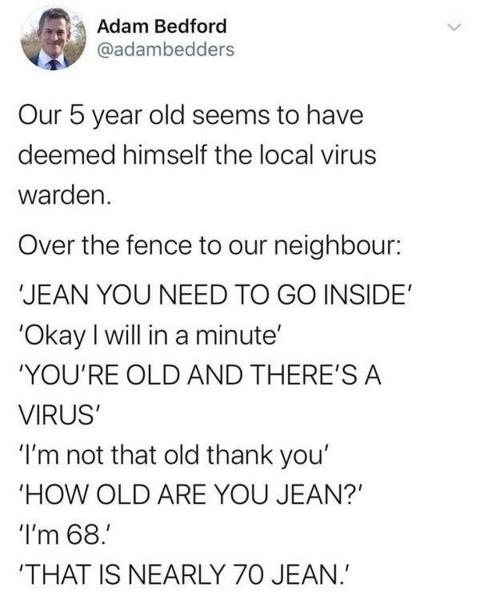 Adam Bedford
@adambedders
Our 5 year old seems to have
deemed himself the local virus
warden.
Over the fence to our neighbour:
'JEAN YOU NEED TO GO INSIDE'
'Okay I will in a minute'
'YOU'RE OLD AND THERE'S A
VIRUS'
'I'm not that old thank you'
'HOW OLD ARE YOU JEAN?'
'I'm 68.'
'THAT IS NEARLY 70 JEAN.'